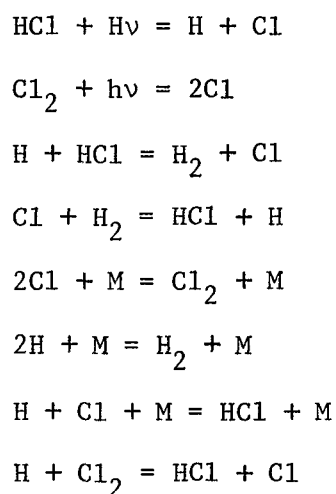 HCl + Hν = H + Cl
Cl₂ + hν = 2Cl
H + HCl = H₂ + Cl
Cl + H₂ = HCl + H
2Cl + M = Cl₂ + M
2H + M = H₂ + M
H + Cl + M = HCl + M
H + Cl₂ = HCl + Cl